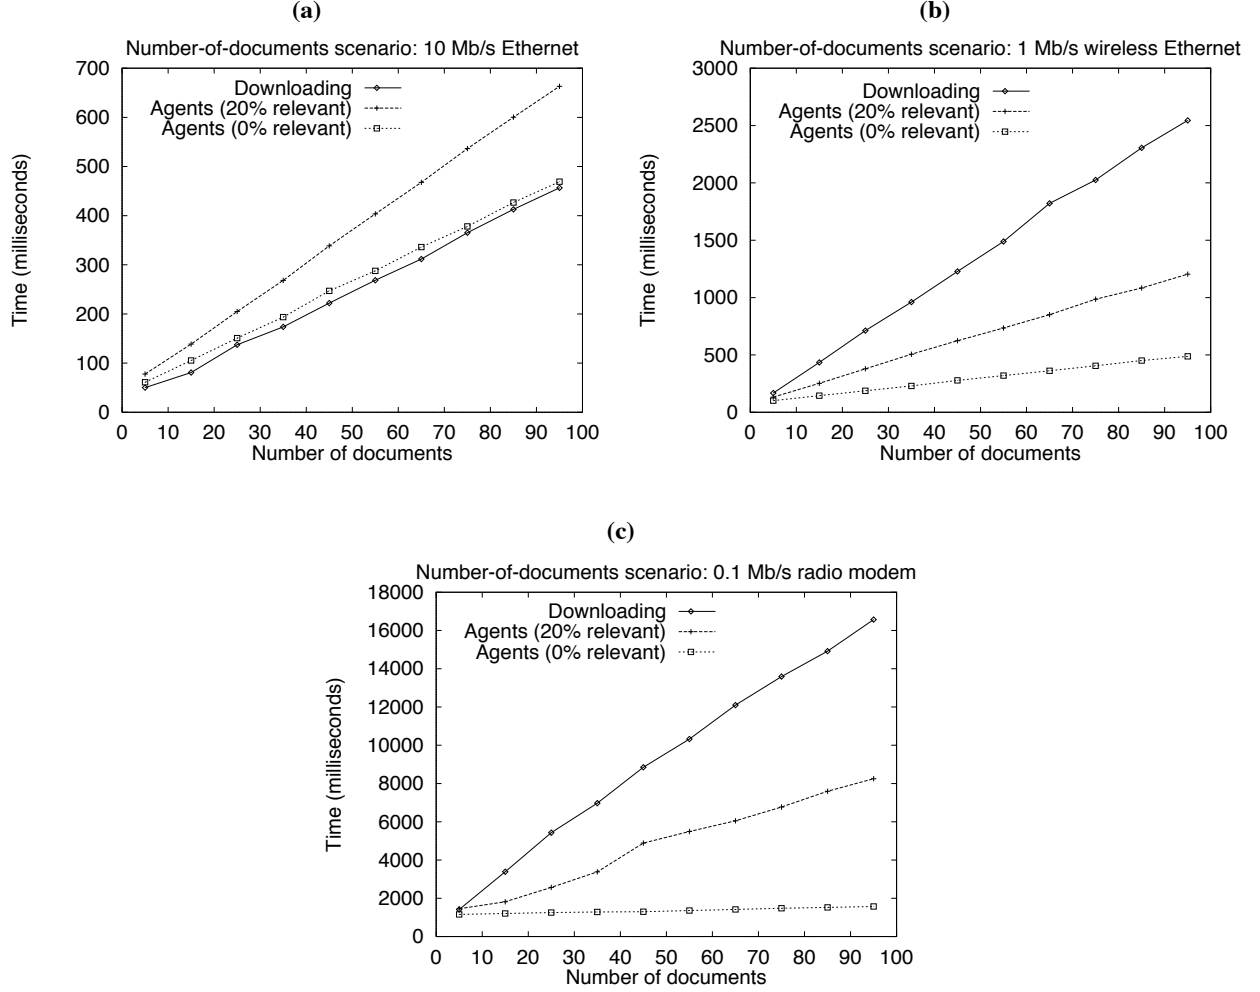 (a)
Number-of-documents scenario: 10 Mb/s Ethernet
Downloading
Agents (20% relevant)
Agents (0% relevant)
Time (milliseconds)
700
600
500
400
300
200
100
0
0 10 20 30 40 50 60 70 80 90 100
Number of documents
(b)
Number-of-documents scenario: 1 Mb/s wireless Ethernet
Downloading
Agents (20% relevant)
Agents (0% relevant)
Time (milliseconds)
3000
2500
2000
1500
1000
500
0
0 10 20 30 40 50 60 70 80 90 100
Number of documents
(c)
Number-of-documents scenario: 0.1 Mb/s radio modem
Downloading
Agents (20% relevant)
Agents (0% relevant)
Time (milliseconds)
18000
16000
14000
12000
10000
8000
6000
4000
2000
0
0 10 20 30 40 50 60 70 80 90 100
Number of documents